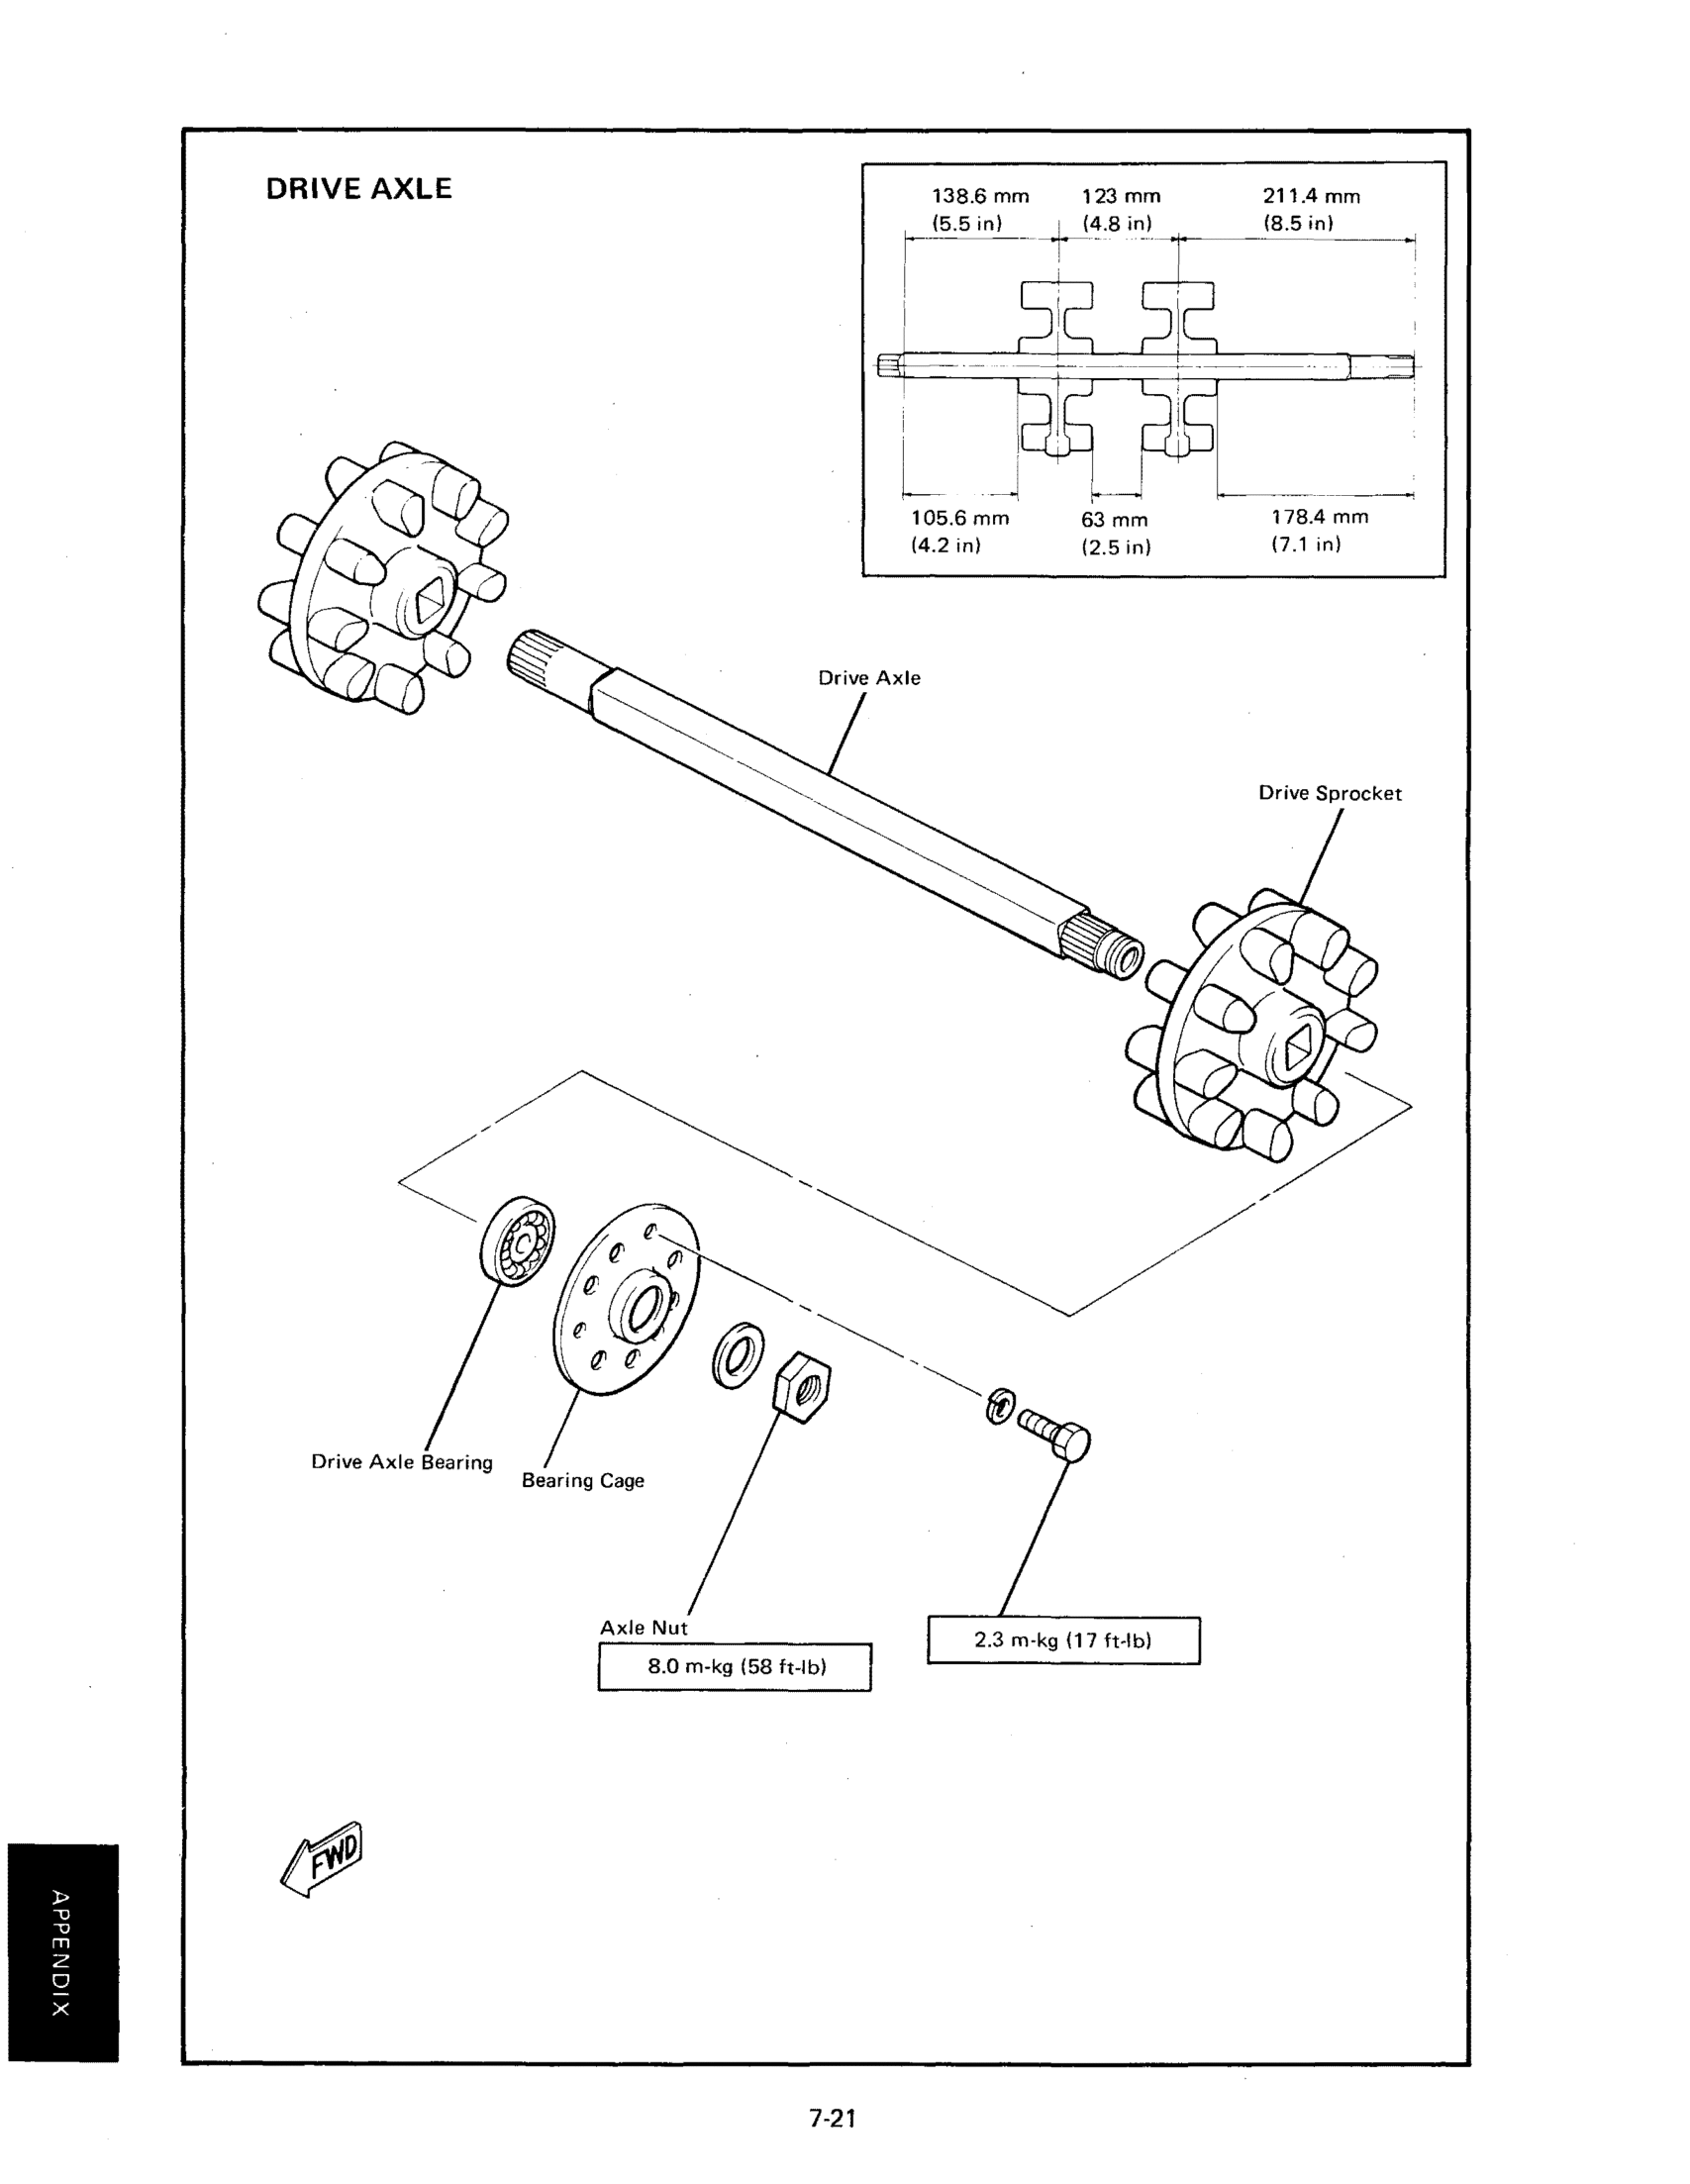 DRIVE AXLE
138.6 mm
(5.5 in)
123 mm
(4.8 in)
211.4 mm
(8.5 in)
105.6 mm
(4.2 in)
63 mm
(2.5 in)
178.4 mm
(7.1 in)
Drive Axle
Drive Sprocket
Drive Axle Bearing
Bearing Cage
Axle Nut
8.0 m-kg (58 ft-lb)
2.3 m-kg (17 ft-lb)
FWD
APPENDIX
7-21